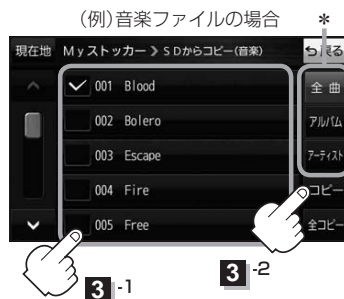 (例)音楽ファイルの場合 *
現在地 Myストッカー > SDからコピー(音楽) 戻る
001 Blood 全曲
002 Bolero アルバム
003 Escape アーティスト
004 Fire コピー
005 Free 全コピー
3 -1
3 -2